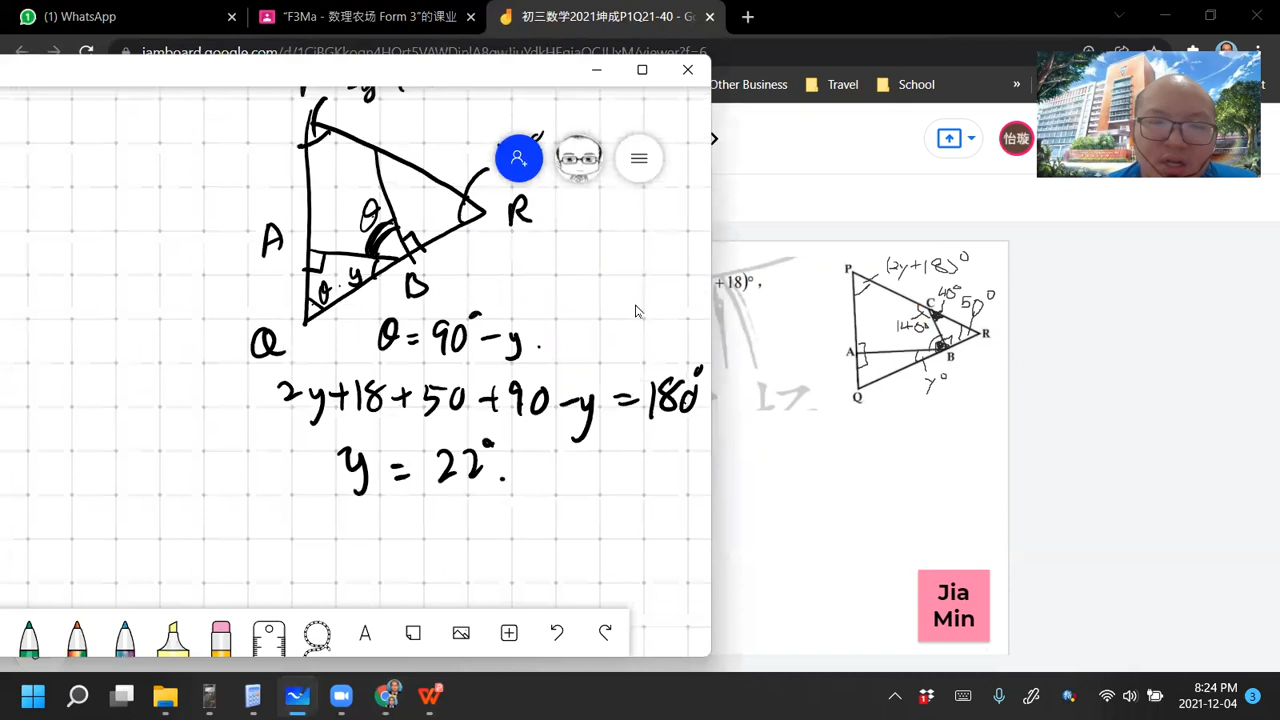 (1) WhatsApp
"F3Ma - 数理农场 Form 3"的课业
初三数学2021坤成P1Q21-40 - Go
Other Business
Travel
School
»
怡璇
θ
R
A
y
θ
B
Q
θ = 90° - y .
2y+18+50+90-y = 180°
y = 22° .
+18)°,
P
(2y+18)°
40°
C
50°
140°
R
A
B
y°
Q
Jia
Min
A
8:24 PM
2021-12-04
3